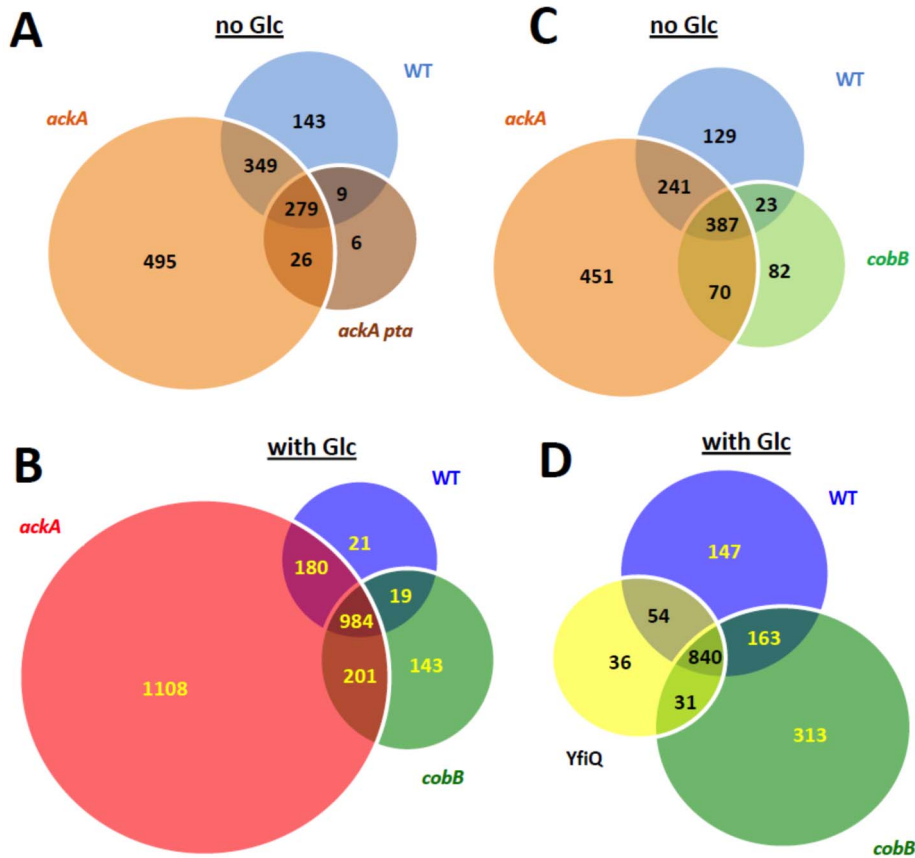 A
no Glc
WT
ackA
143
349
9
279
6
495
26
ackA pta
C
no Glc
WT
ackA
129
241
23
387
cobB
451
70
82
B
with Glc
WT
ackA
21
180
19
984
201
143
1108
cobB
D
with Glc
WT
147
54
163
36
840
31
YfiQ
313
cobB